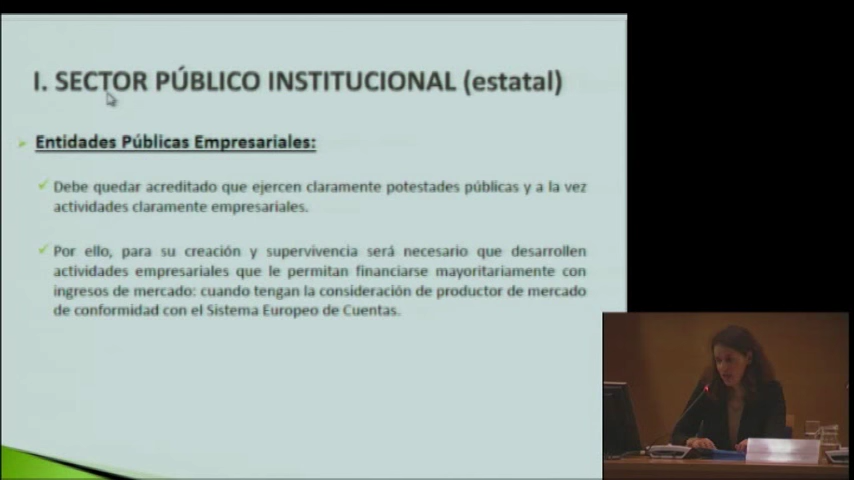 I. SECTOR PÚBLICO INSTITUCIONAL (estatal)
Entidades Públicas Empresariales:
Debe quedar acreditado que ejercen claramente potestades públicas y a la vez
actividades claramente empresariales.
Por ello, para su creación y supervivencia será necesario que desarrollen
actividades empresariales que le permitan financiarse mayoritariamente con
ingresos de mercado: cuando tengan la consideración de productor de mercado
de conformidad con el Sistema Europeo de Cuentas.